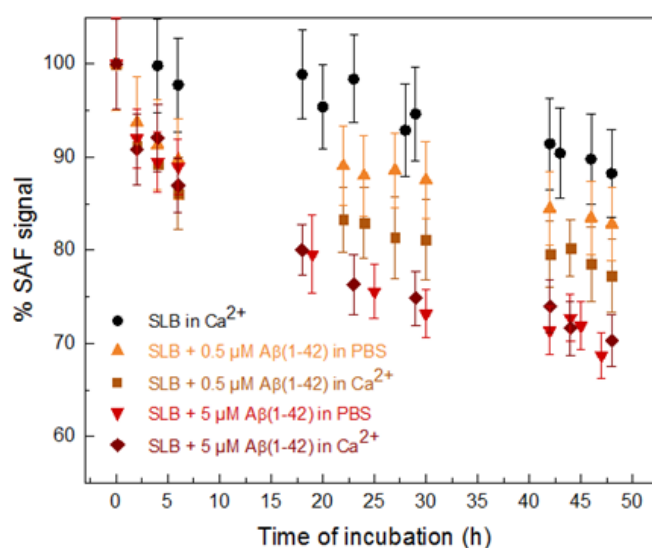 100
90
80
70
60
% SAF signal
SLB in Ca²⁺
SLB + 0.5 µM Aβ(1-42) in PBS
SLB + 0.5 µM Aβ(1-42) in Ca²⁺
SLB + 5 µM Aβ(1-42) in PBS
SLB + 5 µM Aβ(1-42) in Ca²⁺
0 5 10 15 20 25 30 35 40 45 50
Time of incubation (h)